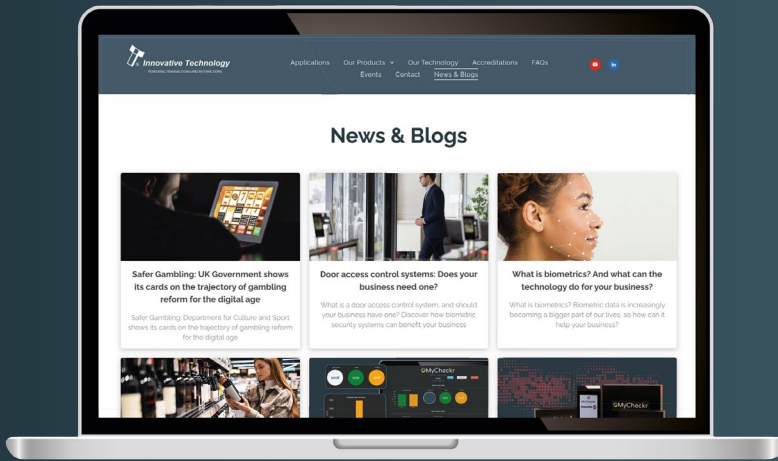 Innovative Technology
POWERING TRANSACTIONS AND INTERACTIONS
Applications Our Products Our Technology Accreditations FAQs
Events Contact News & Blogs
News & Blogs
Safer Gambling: UK Government shows
its cards on the trajectory of gambling
reform for the digital age
Safer Gambling: Department for Culture and Sport
shows its cards on the trajectory of gambling reform
for the digital age
Door access control systems: Does your
business need one?
What is a door access control system, and should
your business have one? Discover how biometric
security systems can benefit your business
What is biometrics? And what can the
technology do for your business?
What is biometrics? Biometric data is increasingly
becoming a bigger part of our lives, so how can it
help your business?
MyCheckr
MyCheckr